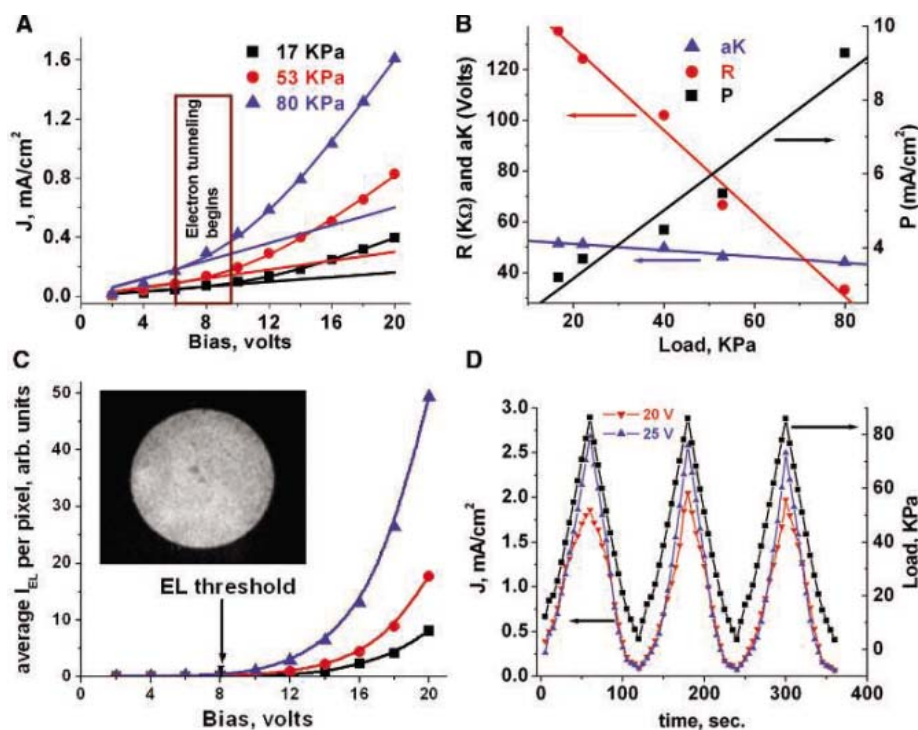 A
1.6
1.2
0.8
0.4
0.0
J, mA/cm²
17 KPa
53 KPa
80 KPa
Electron tunneling
begins
0 4 8 12 16 20
Bias, volts
B
120
100
80
60
40
R (KΩ) and aK (Volts)
aK
R
P
10
8
6
4
P (mA/cm²)
20 40 60 80
Load, KPa
C
50
40
30
20
10
0
average I_EL per pixel, arb. units
EL threshold
0 4 8 12 16 20
Bias, volts
D
3.0
2.5
2.0
1.5
1.0
0.5
0.0
J, mA/cm²
20 V
25 V
80
60
40
20
0
Load, KPa
0 100 200 300 400
time, sec.